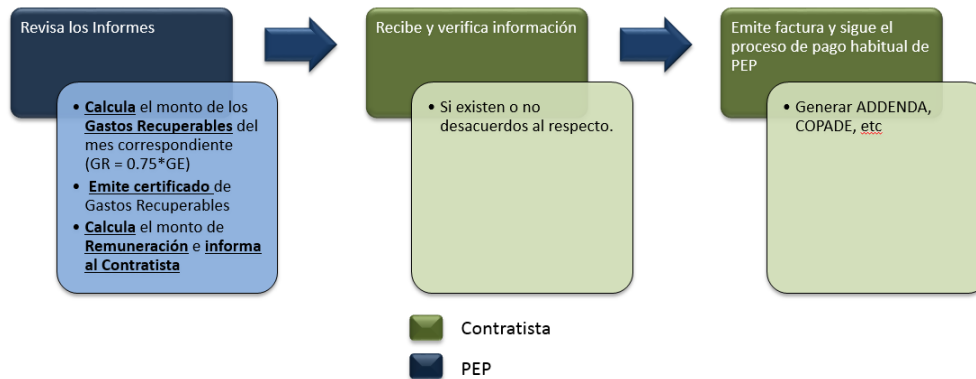 Revisa los Informes
• Calcula el monto de los
Gastos Recuperables del
mes correspondiente
(GR = 0.75*GE)
• Emite certificado de
Gastos Recuperables
• Calcula el monto de
Remuneración e informa
al Contratista
Recibe y verifica información
• Si existen o no
desacuerdos al respecto.
Emite factura y sigue el
proceso de pago habitual de
PEP
• Generar ADDENDA,
COPADE, etc
Contratista
PEP